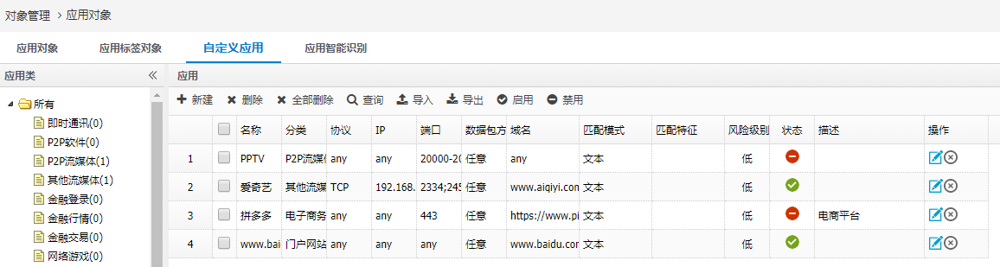 对象管理 > 应用对象
应用对象 应用标签对象 自定义应用 应用智能识别
应用类
所有
即时通讯(0)
P2P软件(0)
P2P流媒体(1)
其他流媒体(1)
金融登录(0)
金融行情(0)
金融交易(0)
网络游戏(0)
应用
新建 删除 全部删除 查询 导入 导出 启用 禁用
名称 分类 协议 IP 端口 数据包方 域名 匹配模式 匹配特征 风险级别 状态 描述 操作
1 PPTV P2P流媒体 any any 20000-20 任意 any 文本 低
2 爱奇艺 其他流媒 TCP 192.168. 2334;245 任意 www.aiqiyi.com 文本 低
3 拼多多 电子商务 any any 443 任意 https://www.pi 文本 低 电商平台
4 www.bai 门户网站 any any any 任意 www.baidu.com 文本 低